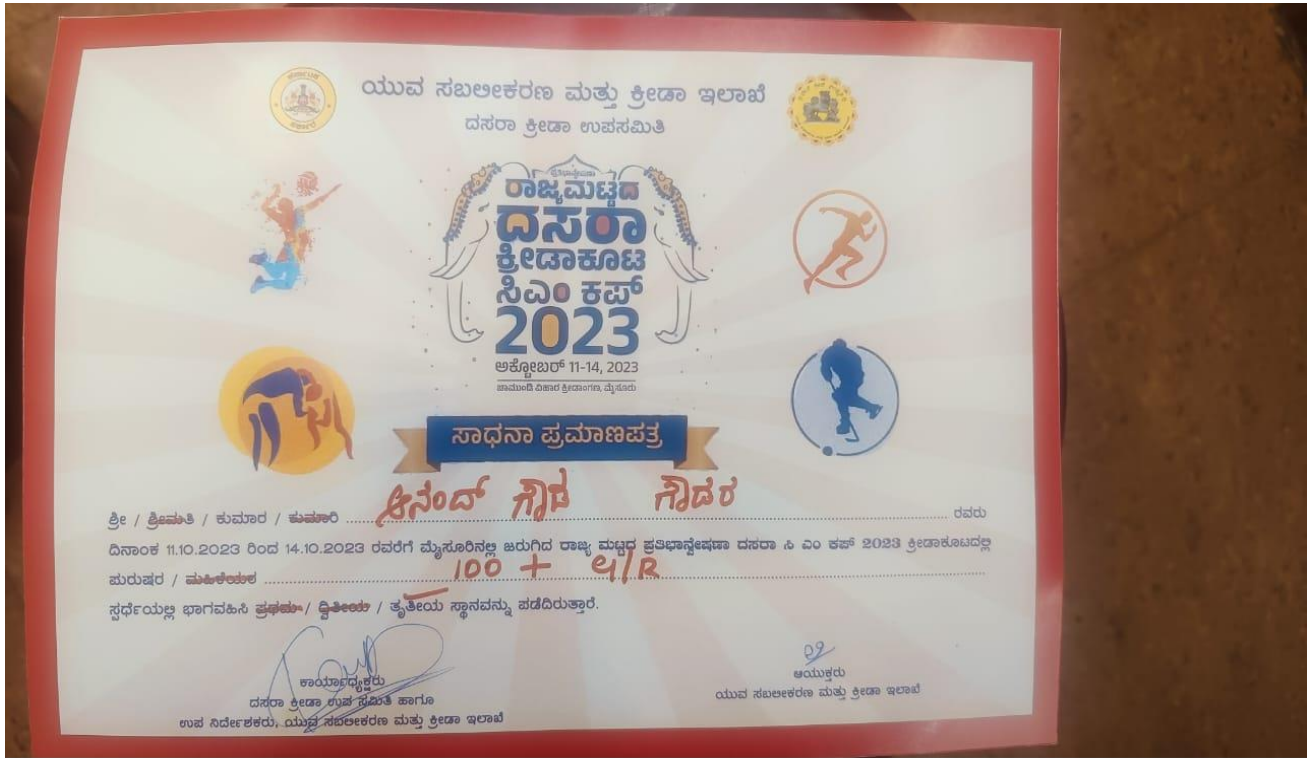 ಯುವ ಸಬಲೀಕರಣ ಮತ್ತು ಕ್ರೀಡಾ ಇಲಾಖೆ
ದಸರಾ ಕ್ರೀಡಾ ಉಪಸಮಿತಿ
ಪ್ರತಿಭಾನ್ವೇಷಣಾ
ರಾಜ್ಯಮಟ್ಟದ
ದಸರಾ
ಕ್ರೀಡಾಕೂಟ
ಸಿಎಂ ಕಪ್
2023
ಅಕ್ಟೋಬರ್ 11-14, 2023
ಚಾಮುಂಡಿ ವಿಹಾರ ಕ್ರೀಡಾಂಗಣ, ಮೈಸೂರು
ಸಾಧನಾ ಪ್ರಮಾಣಪತ್ರ
ಶ್ರೀ / ಶ್ರೀಮತಿ / ಕುಮಾರ / ಕುಮಾರಿ ಆನಂದ್ ಗೌಡ ಗೌಡರ ರವರು
ದಿನಾಂಕ 11.10.2023 ರಿಂದ 14.10.2023 ರವರೆಗೆ ಮೈಸೂರಿನಲ್ಲಿ ಜರುಗಿದ ರಾಜ್ಯ ಮಟ್ಟದ ಪ್ರತಿಭಾನ್ವೇಷಣಾ ದಸರಾ ಸಿ ಎಂ ಕಪ್ 2023 ಕ್ರೀಡಾಕೂಟದಲ್ಲಿ
ಪುರುಷರ / ಮಹಿಳೆಯರ 100 +
ಸ್ಪರ್ಧೆಯಲ್ಲಿ ಭಾಗವಹಿಸಿ ಪ್ರಥಮ / ದ್ವಿತೀಯ / ತೃತೀಯ ಸ್ಥಾನವನ್ನು ಪಡೆದಿರುತ್ತಾರೆ.
ಕಾರ್ಯಾಧ್ಯಕ್ಷರು
ದಸರಾ ಕ್ರೀಡಾ ಉಪ ಸಮಿತಿ ಹಾಗೂ
ಉಪ ನಿರ್ದೇಶಕರು, ಯುವ ಸಬಲೀಕರಣ ಮತ್ತು ಕ್ರೀಡಾ ಇಲಾಖೆ
ಆಯುಕ್ತರು
ಯುವ ಸಬಲೀಕರಣ ಮತ್ತು ಕ್ರೀಡಾ ಇಲಾಖೆ